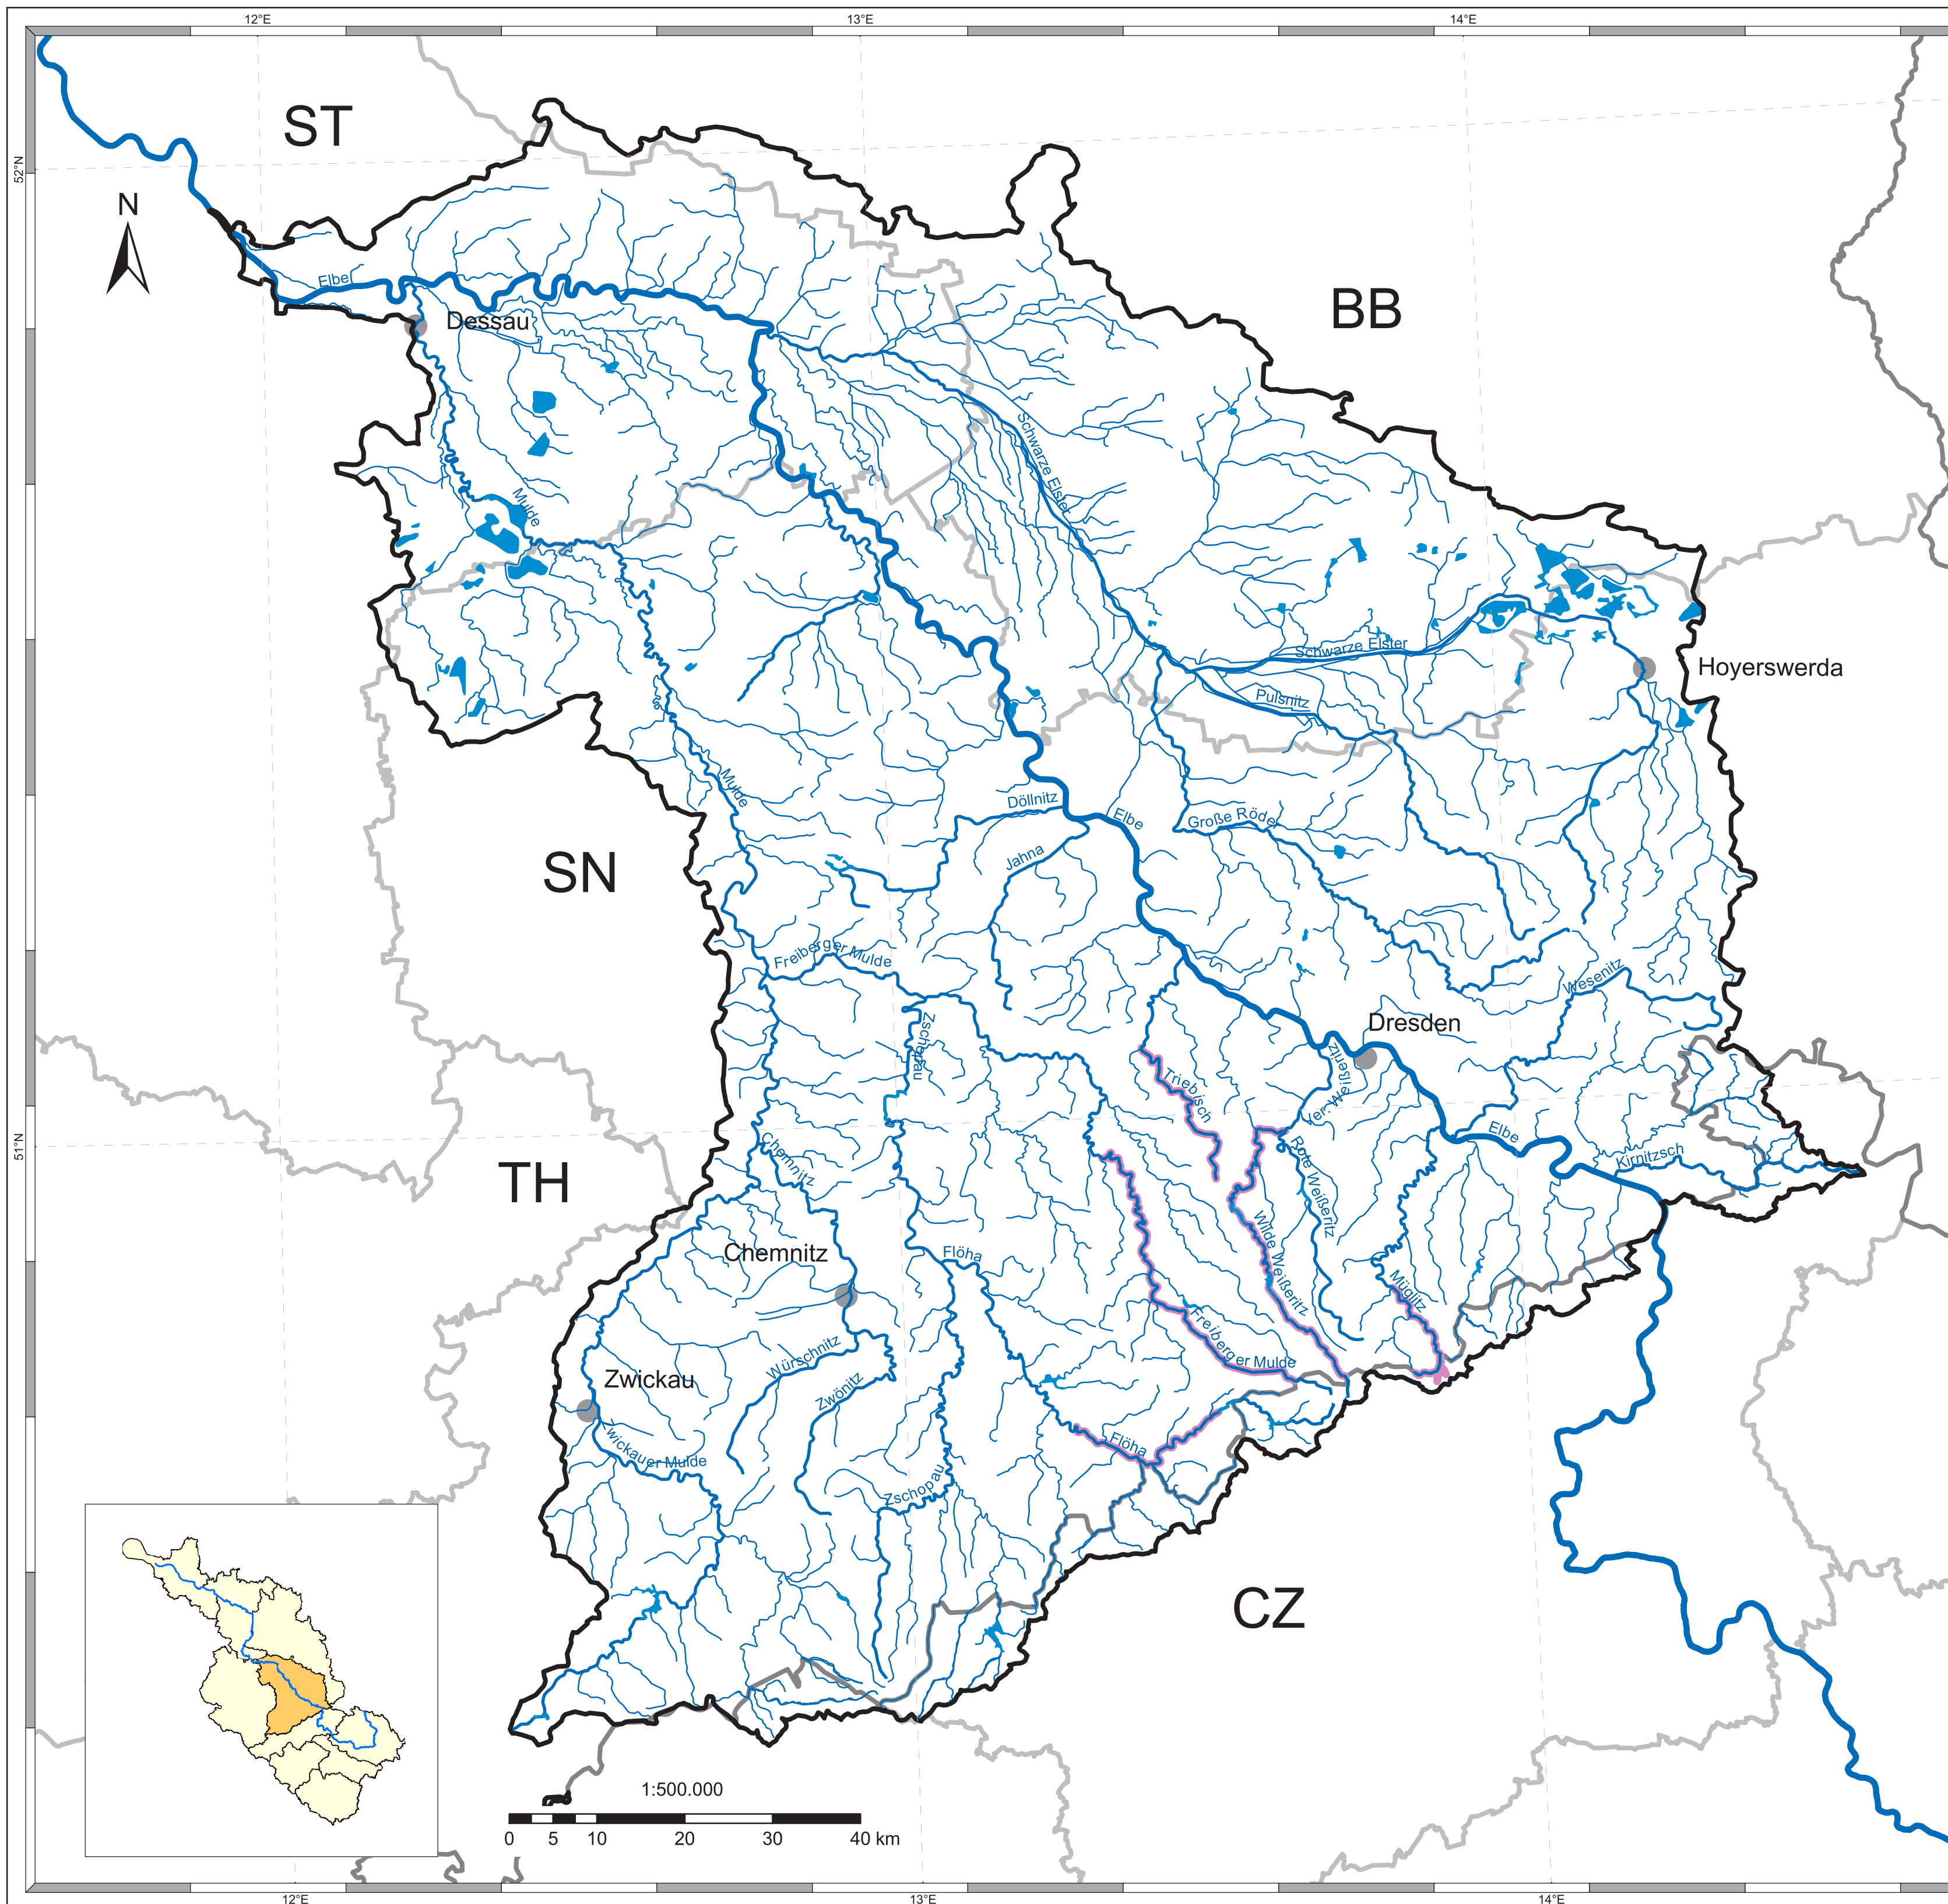 12°E
13°E
14°E
ST
52°N
N
BB
Elbe
Dessau
Schwarze Elster
Mulde
Schwarze Elster
Hoyerswerda
Pulsnitz
Mulde
Döllnitz
Elbe
Große Röder
Jahna
SN
Freiberger Mulde
Wesenitz
Zschopau
Dresden
Ver. Weißeritz
Triebisch
51°N
Elbe
Chemnitz
Rote Weißeritz
Kirnitzsch
TH
Wilde Weißeritz
Chemnitz
Flöha
Müglitz
Freiberger Mulde
Würschnitz
Zwickau
Zwönitz
Zwickauer Mulde
Flöha
Zschopau
CZ
1:500.000
0 5 10 20 30 40 km
12°E
13°E
14°E